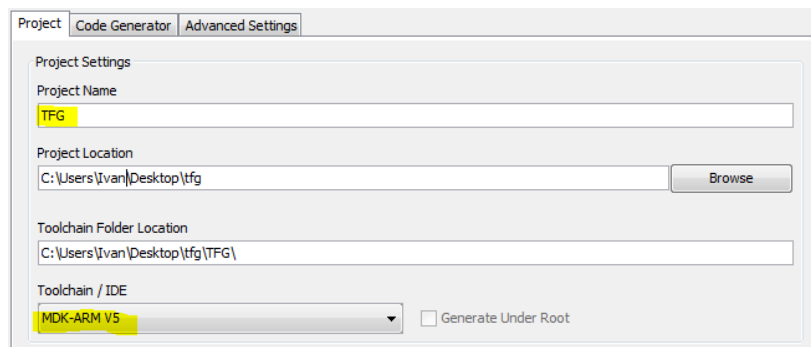 Project Code Generator Advanced Settings
Project Settings
Project Name
TFG
Project Location
C:\Users\Ivan\Desktop\tfg Browse
Toolchain Folder Location
C:\Users\Ivan\Desktop\tfg\TFG\
Toolchain / IDE
MDK-ARM V5 Generate Under Root